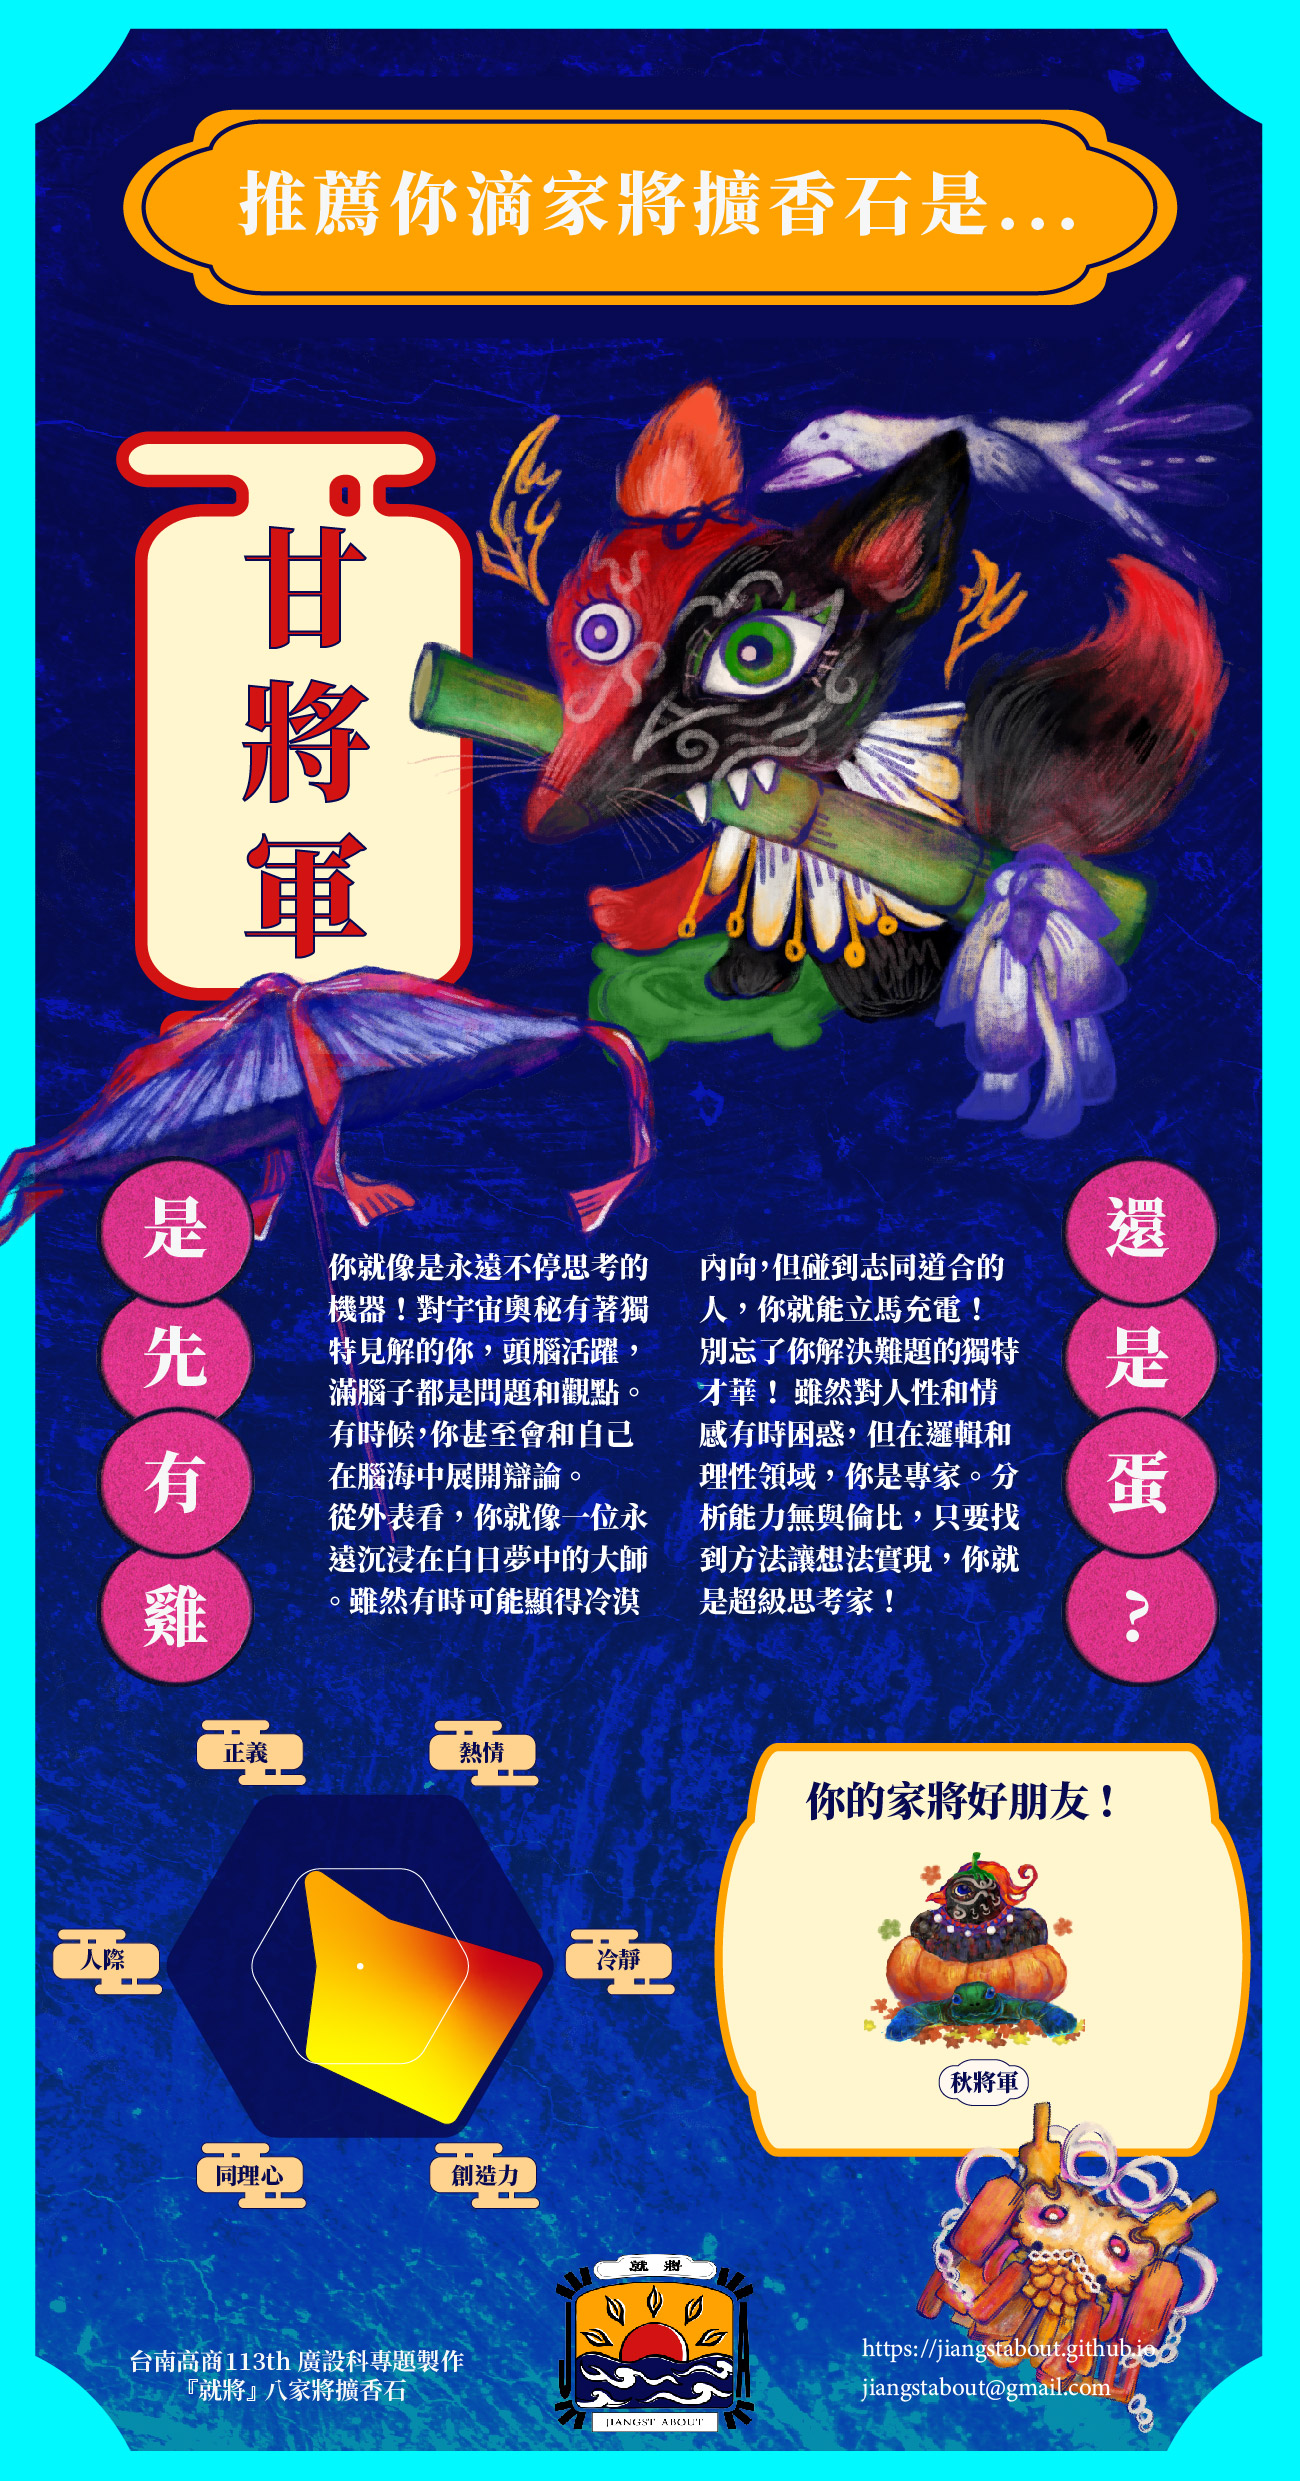 推薦你滴家將擴香石是...
甘將軍
是先有雞
還是蛋?
你就像是永遠不停思考的
機器！對宇宙奧秘有著獨
特見解的你，頭腦活躍，
滿腦子都是問題和觀點。
有時候，你甚至會和自己
在腦海中展開辯論。
從外表看，你就像一位永
遠沉浸在白日夢中的大師
。雖然有時可能顯得冷漠
內向，但碰到志同道合的
人，你就能立馬充電！
別忘了你解決難題的獨特
才華！ 雖然對人性和情
感有時困惑，但在邏輯和
理性領域，你是專家。分
析能力無與倫比，只要找
到方法讓想法實現，你就
是超級思考家！
正義
熱情
人際
冷靜
同理心
創造力
你的家將好朋友！
秋將軍
台南高商113th 廣設科專題製作
『就將』八家將擴香石
就 將
JIANGST ABOUT
https://jiangstabout.github.io
jiangstabout@gmail.com